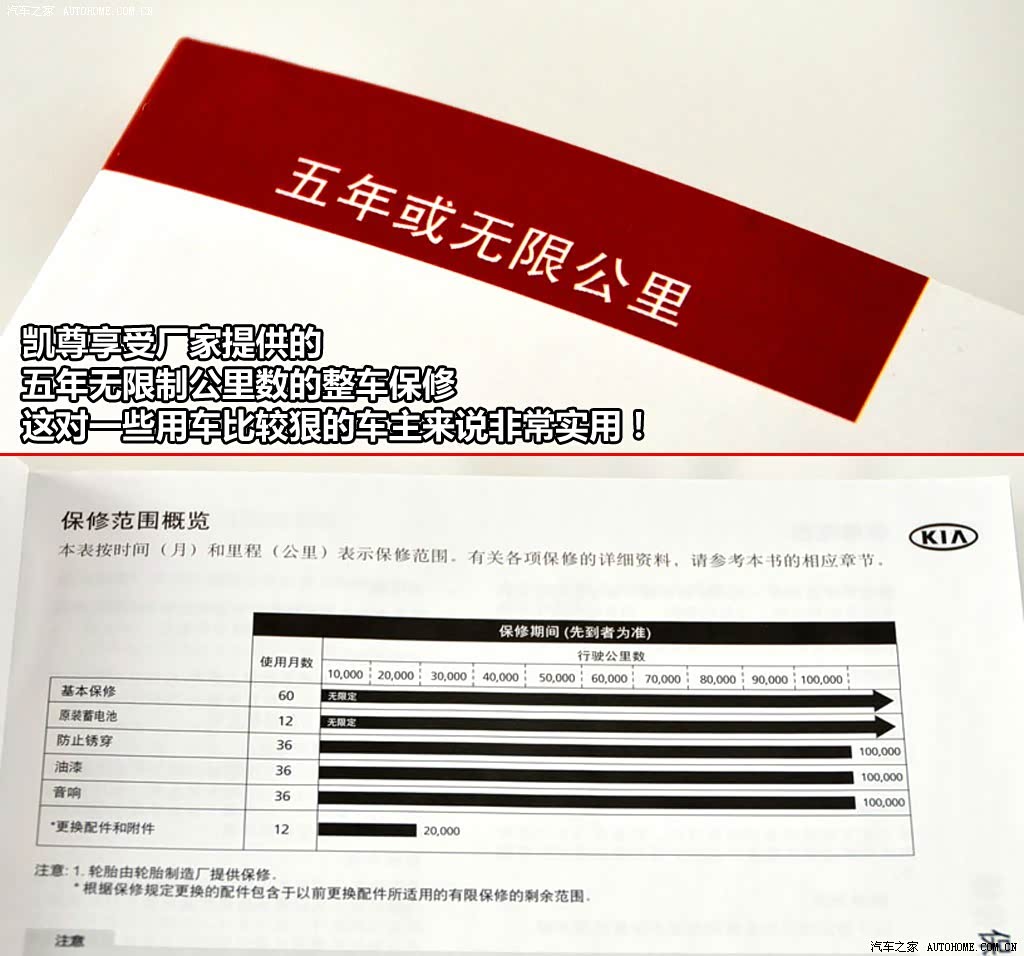 汽车之家 AUTOHOME.COM.CN
五年或无限公里
凯尊享受厂家提供的
五年无限制公里数的整车保修
这对一些用车比较狠的车主来说非常实用！
保修范围概览
KIA
本表按时间（月）和里程（公里）表示保修范围。有关各项保修的详细资料，请参考本书的相应章节。
保修期间 (先到者为准)
使用月数 行驶公里数
10,000 20,000 30,000 40,000 50,000 60,000 70,000 80,000 90,000 100,000
基本保修 60 无限定
原装蓄电池 12 无限定
防止锈穿 36 100,000
油漆 36 100,000
音响 36 100,000
*更换配件和附件 12 20,000
注意: 1. 轮胎由轮胎制造厂提供保修.
* 根据保修规定更换的配件包含于以前更换配件所适用的有限保修的剩余范围.
注意
保
汽车之家 AUTOHOME.COM.CN